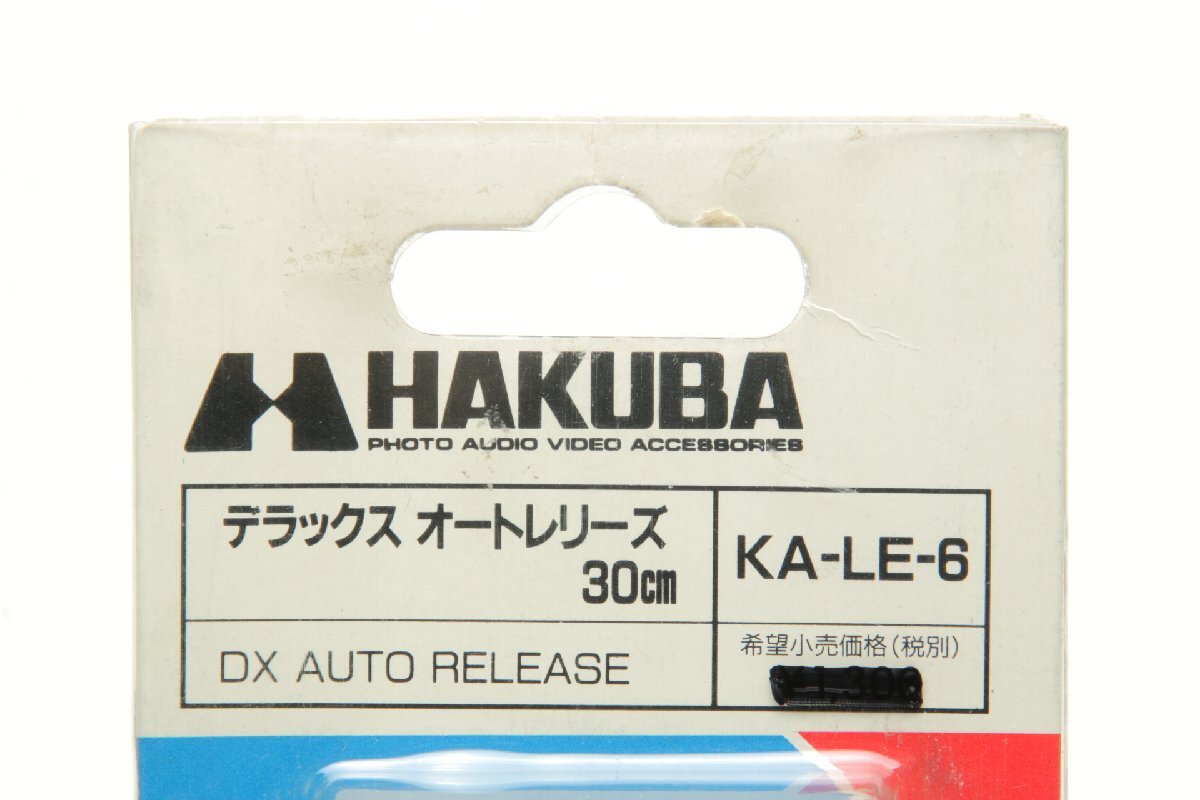 HAKUBA
PHOTO AUDIO VIDEO ACCESSORIES
デラックス オートレリーズ
30cm
KA-LE-6
DX AUTO RELEASE
希望小売価格(税別)